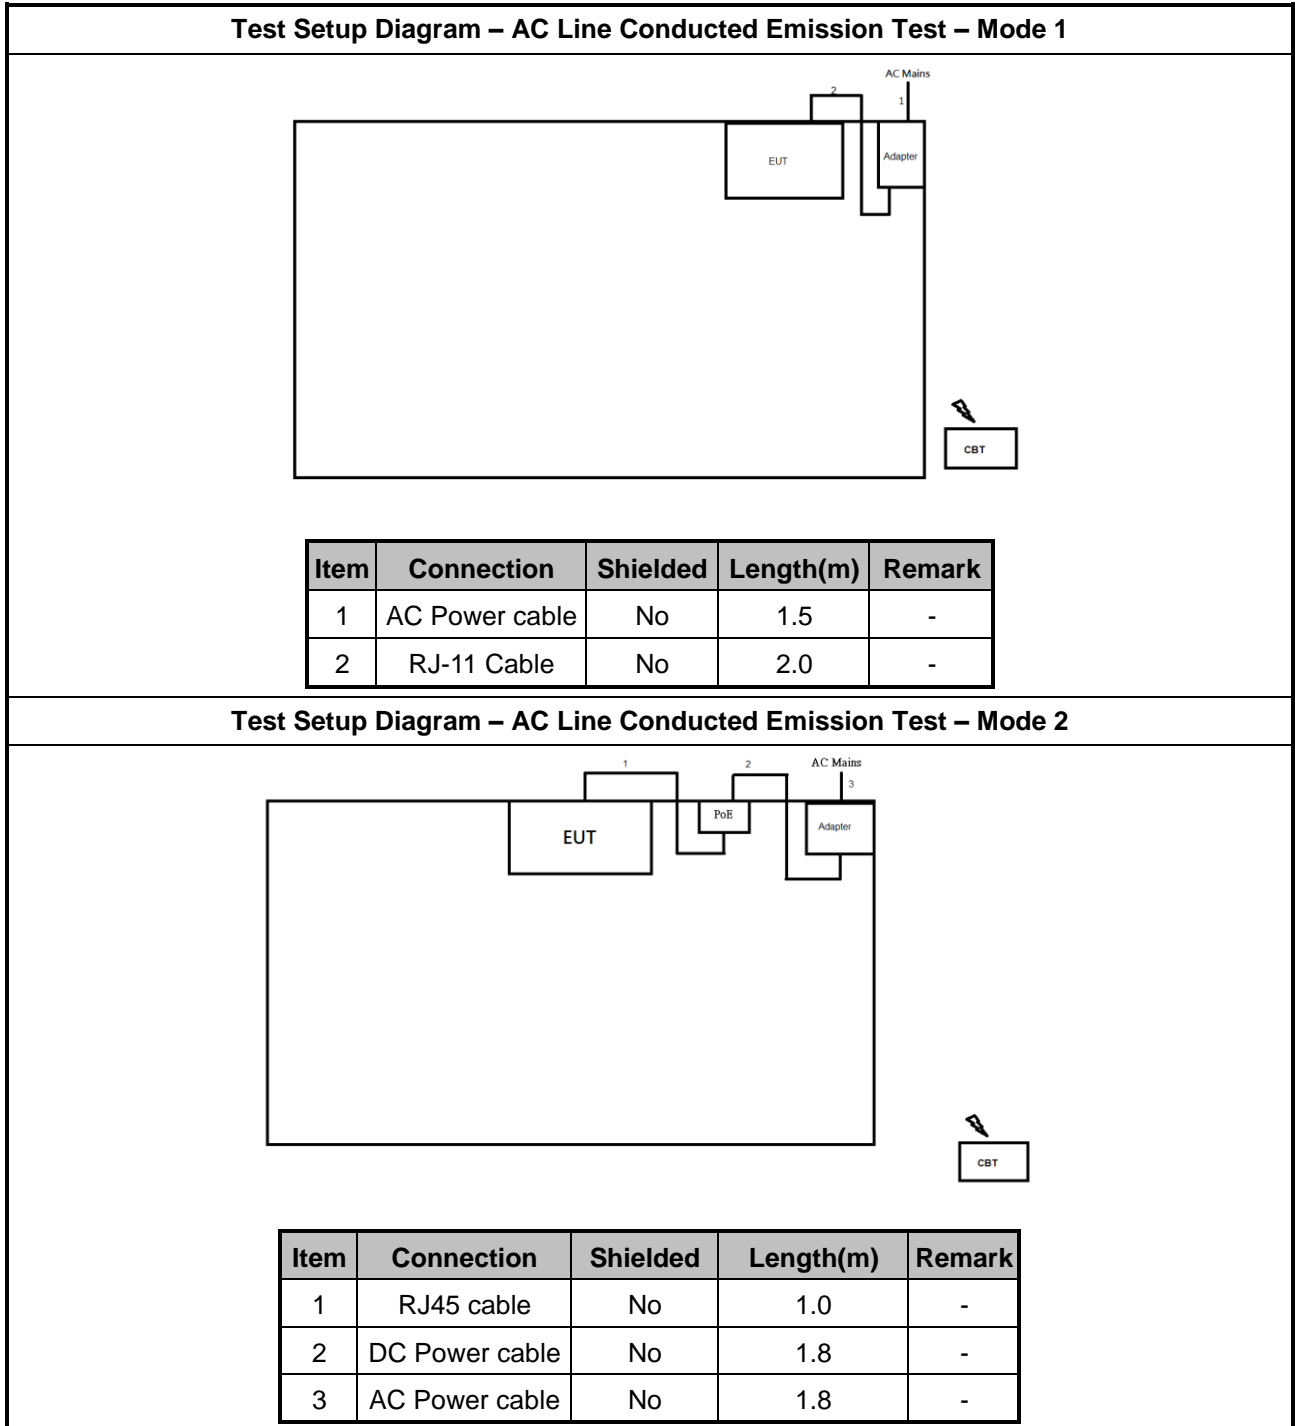 Test Setup Diagram – AC Line Conducted Emission Test – Mode 1
AC Mains
2
1
EUT
Adapter
CBT
Item Connection Shielded Length(m) Remark
1 AC Power cable No 1.5 -
2 RJ-11 Cable No 2.0 -
Test Setup Diagram – AC Line Conducted Emission Test – Mode 2
1 2 AC Mains
3
PoE
EUT
Adapter
CBT
Item Connection Shielded Length(m) Remark
1 RJ45 cable No 1.0 -
2 DC Power cable No 1.8 -
3 AC Power cable No 1.8 -